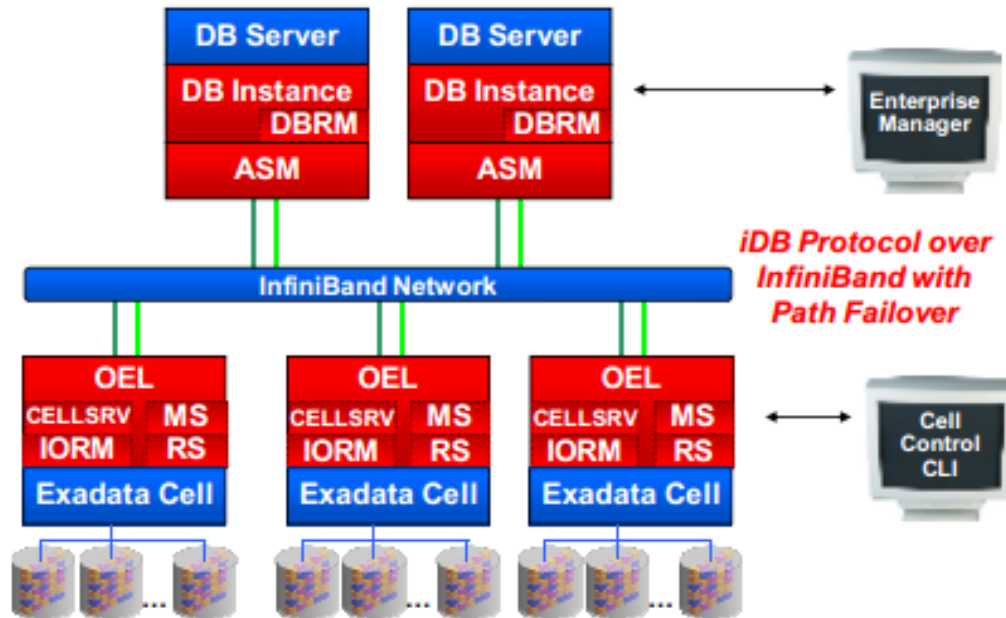 DB Server
DB Instance
DBRM
ASM
DB Server
DB Instance
DBRM
ASM
Enterprise
Manager
iDB Protocol over
InfiniBand with
Path Failover
InfiniBand Network
OEL
CELLSRV MS
IORM RS
Exadata Cell
...
OEL
CELLSRV MS
IORM RS
Exadata Cell
...
OEL
CELLSRV MS
IORM RS
Exadata Cell
...
Cell
Control
CLI